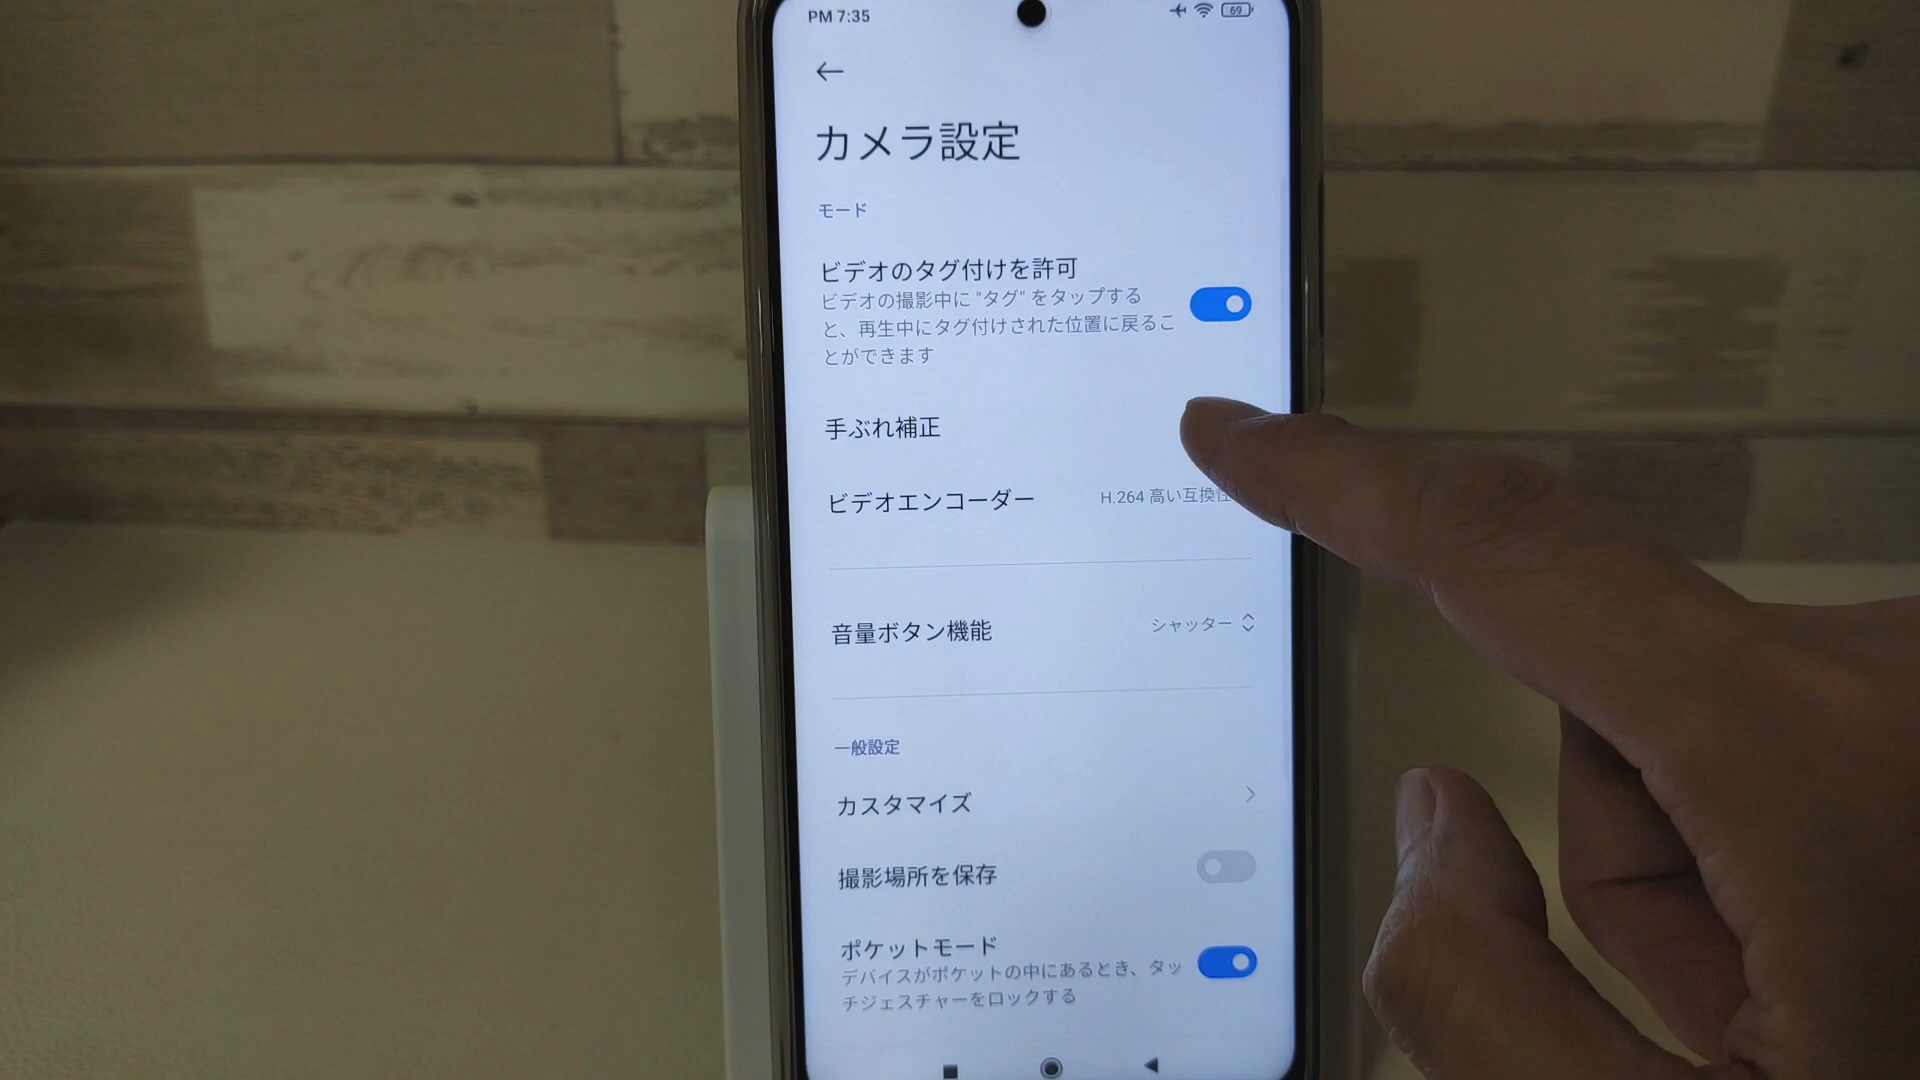 PM 7:35
69
カメラ設定
モード
ビデオのタグ付けを許可
ビデオの撮影中に "タグ" をタップする
と、再生中にタグ付けされた位置に戻るこ
とができます
手ぶれ補正
ビデオエンコーダー
H.264 高い互換性
音量ボタン機能
シャッター
一般設定
カスタマイズ
撮影場所を保存
ポケットモード
デバイスがポケットの中にあるとき、タッ
チジェスチャーをロックする